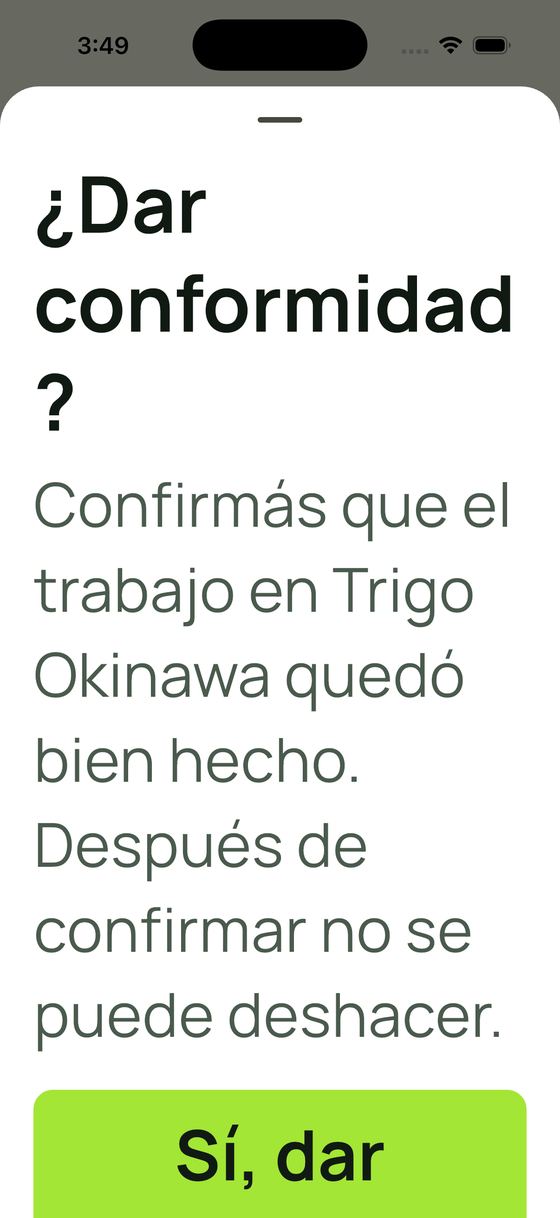 3:49
¿Dar
conformidad
?
Confirmás que el
trabajo en Trigo
Okinawa quedó
bien hecho.
Después de
confirmar no se
puede deshacer.
Sí, dar